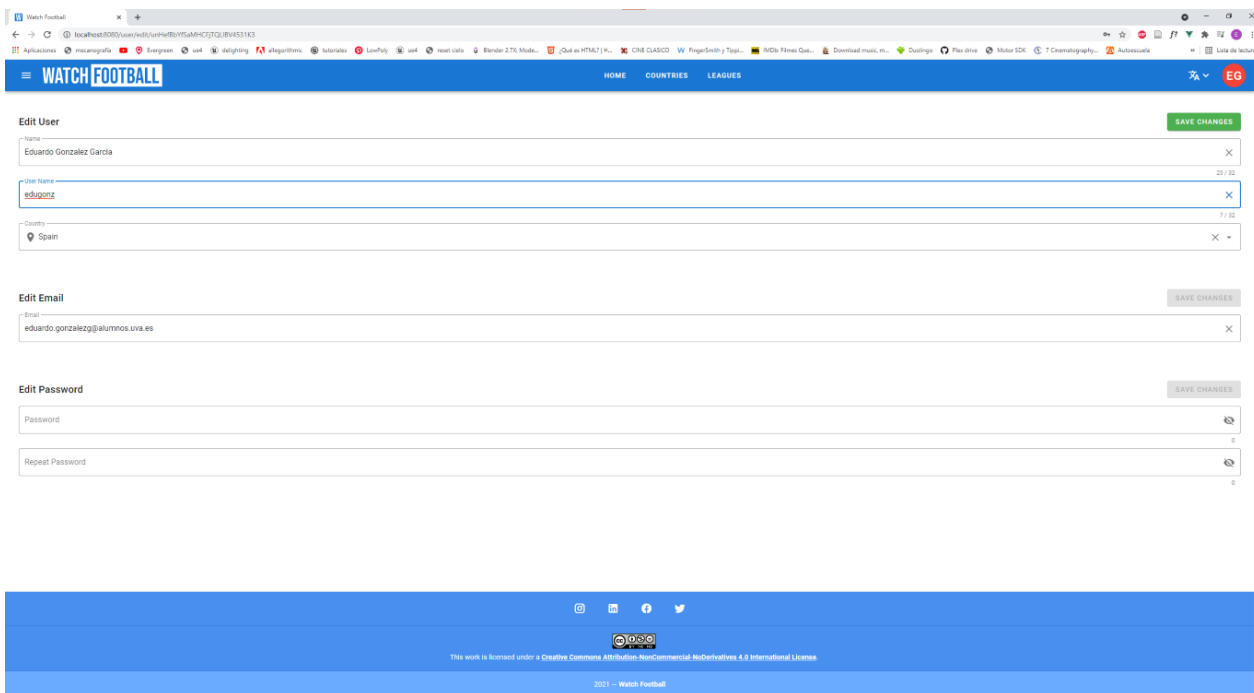 Watch Football
localhost:8080/user/edit/unHefBbYfSaMHCFjTQLIBV4531K3
Aplicaciones mecanografía Evergreen ue4 delighting allegorithmic tutoriales LowPoly ue4 reset cielo Blender 2.7X: Mode... ¿Qué es HTML? | H... CINE CLASICO FingerSmith y Tippi... IMDb Filmes Que... Download music, m... Duolingo Plex drive Motor SDK 7 Cinematography... Autoescuela » Lista de lectura
WATCH FOOTBALL HOME COUNTRIES LEAGUES EG
Edit User SAVE CHANGES
Name
Eduardo Gonzalez Garcia
23 / 32
User Name
edugonz
7 / 32
Country
Spain
Edit Email SAVE CHANGES
Email
eduardo.gonzalezg@alumnos.uva.es
Edit Password SAVE CHANGES
Password
0
Repeat Password
0
BY NC ND
This work is licensed under a Creative Commons Attribution-NonCommercial-NoDerivatives 4.0 International License.
2021 — Watch Football